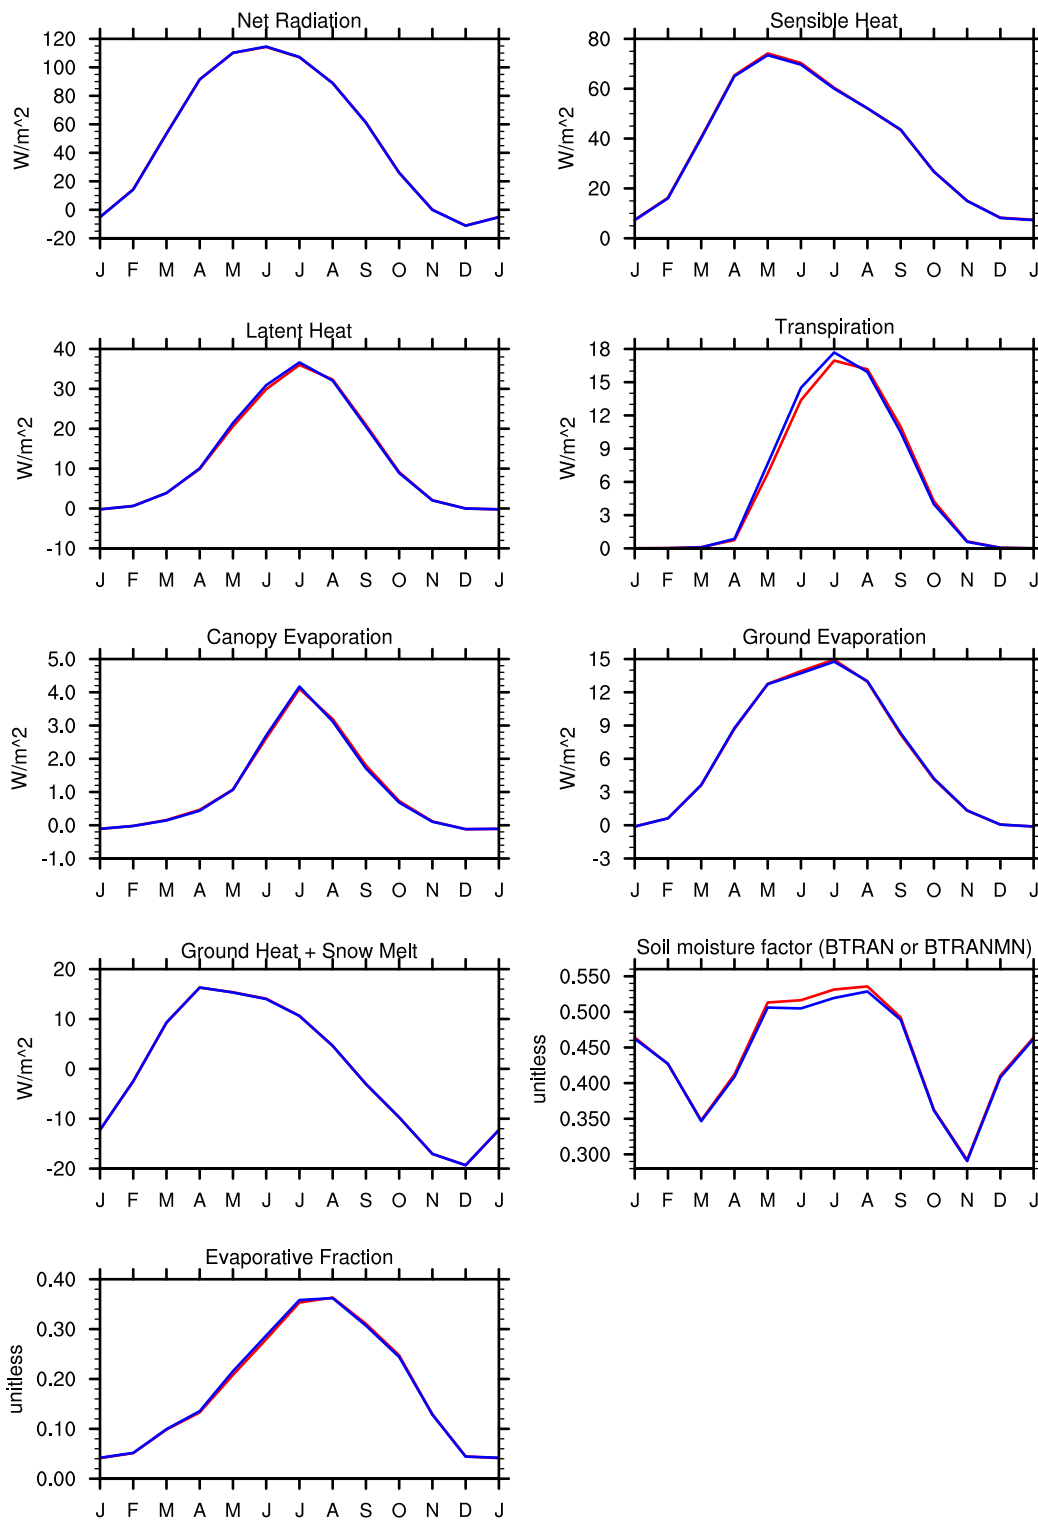 Net Radiation
W/m^2
120
100
80
60
40
20
0
-20
J F M A M J J A S O N D J
Sensible Heat
W/m^2
80
60
40
20
0
J F M A M J J A S O N D J
Latent Heat
W/m^2
40
30
20
10
0
-10
J F M A M J J A S O N D J
Transpiration
W/m^2
18
15
12
9
6
3
0
J F M A M J J A S O N D J
Canopy Evaporation
W/m^2
5.0
4.0
3.0
2.0
1.0
0.0
-1.0
J F M A M J J A S O N D J
Ground Evaporation
W/m^2
15
12
9
6
3
0
-3
J F M A M J J A S O N D J
Ground Heat + Snow Melt
W/m^2
20
10
0
-10
-20
J F M A M J J A S O N D J
Soil moisture factor (BTRAN or BTRANMN)
unitless
0.550
0.500
0.450
0.400
0.350
0.300
J F M A M J J A S O N D J
Evaporative Fraction
unitless
0.40
0.30
0.20
0.10
0.00
J F M A M J J A S O N D J